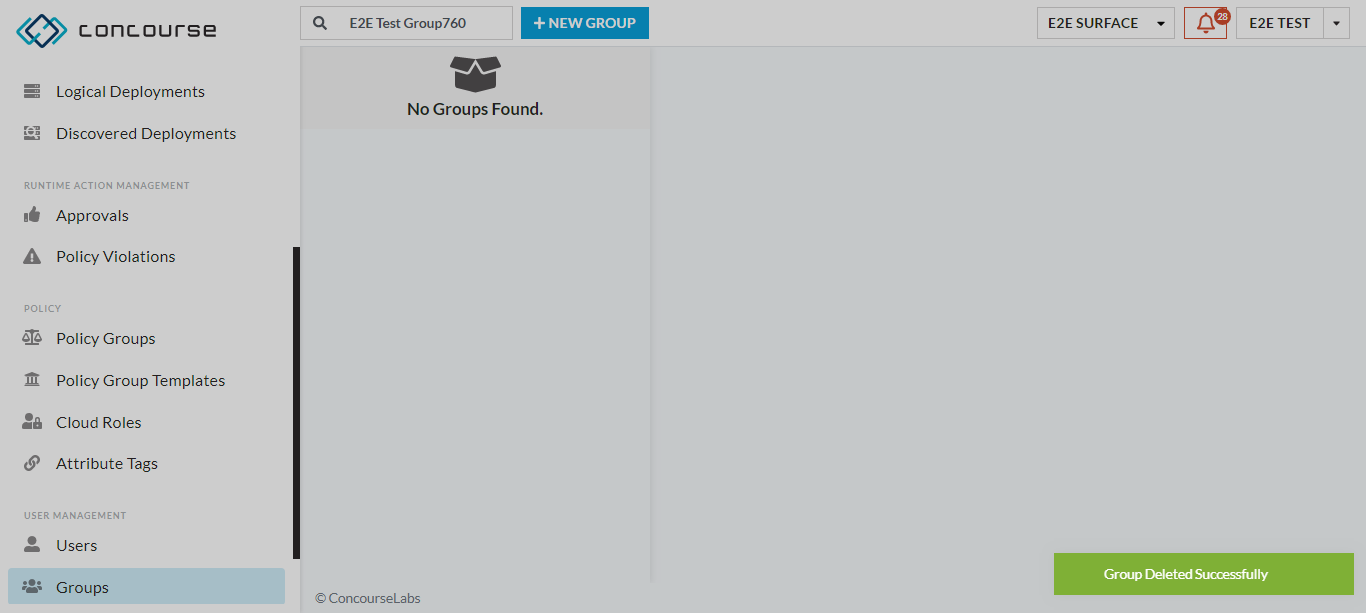 concourse
E2E Test Group760
+ NEW GROUP
E2E SURFACE
28
E2E TEST
Logical Deployments
Discovered Deployments
RUNTIME ACTION MANAGEMENT
Approvals
Policy Violations
POLICY
Policy Groups
Policy Group Templates
Cloud Roles
Attribute Tags
USER MANAGEMENT
Users
Groups
No Groups Found.
Group Deleted Successfully
© ConcourseLabs